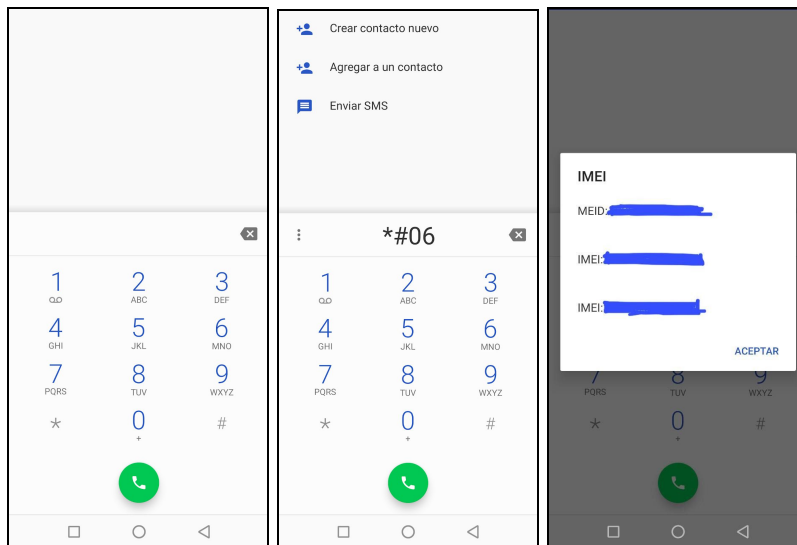 1 2 3
ABC DEF
4 5 6
GHI JKL MNO
7 8 9
PQRS TUV WXYZ
* 0 #
+
Crear contacto nuevo
Agregar a un contacto
Enviar SMS
*#06
1 2 3
ABC DEF
4 5 6
GHI JKL MNO
7 8 9
PQRS TUV WXYZ
* 0 #
+
IMEI
MEID:
IMEI:
IMEI:
ACEPTAR
7 8 9
PQRS TUV WXYZ
* 0 #
+